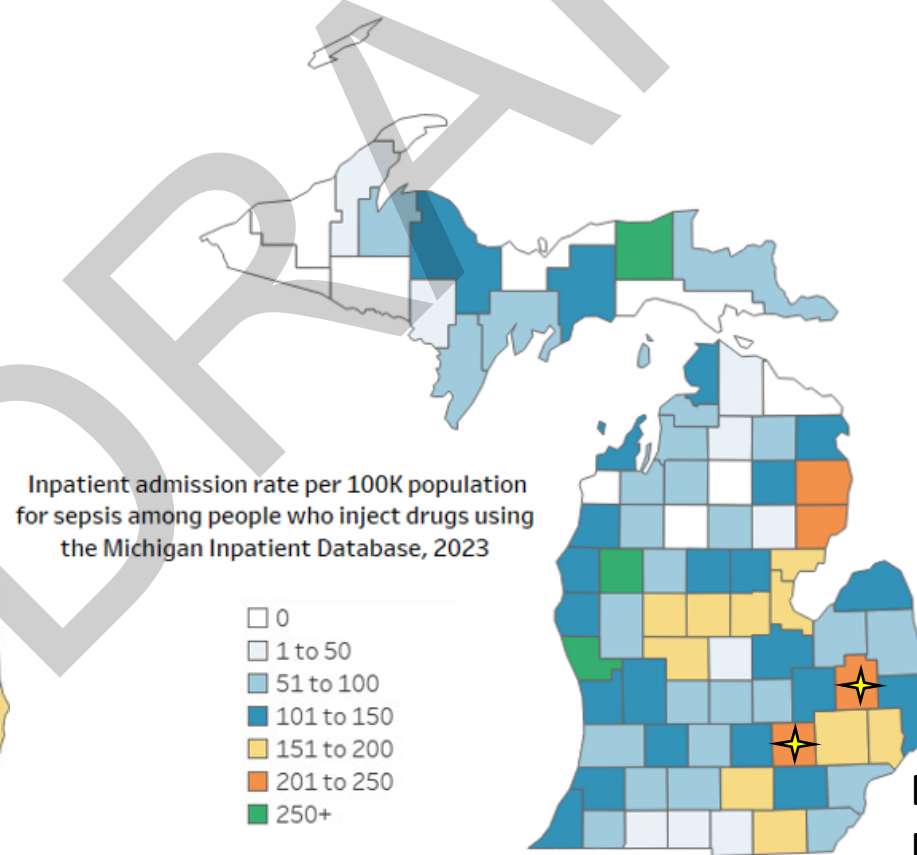 DRA
Inpatient admission rate per 100K population
for sepsis among people who inject drugs using
the Michigan Inpatient Database, 2023
0
1 to 50
51 to 100
101 to 150
151 to 200
201 to 250
250+